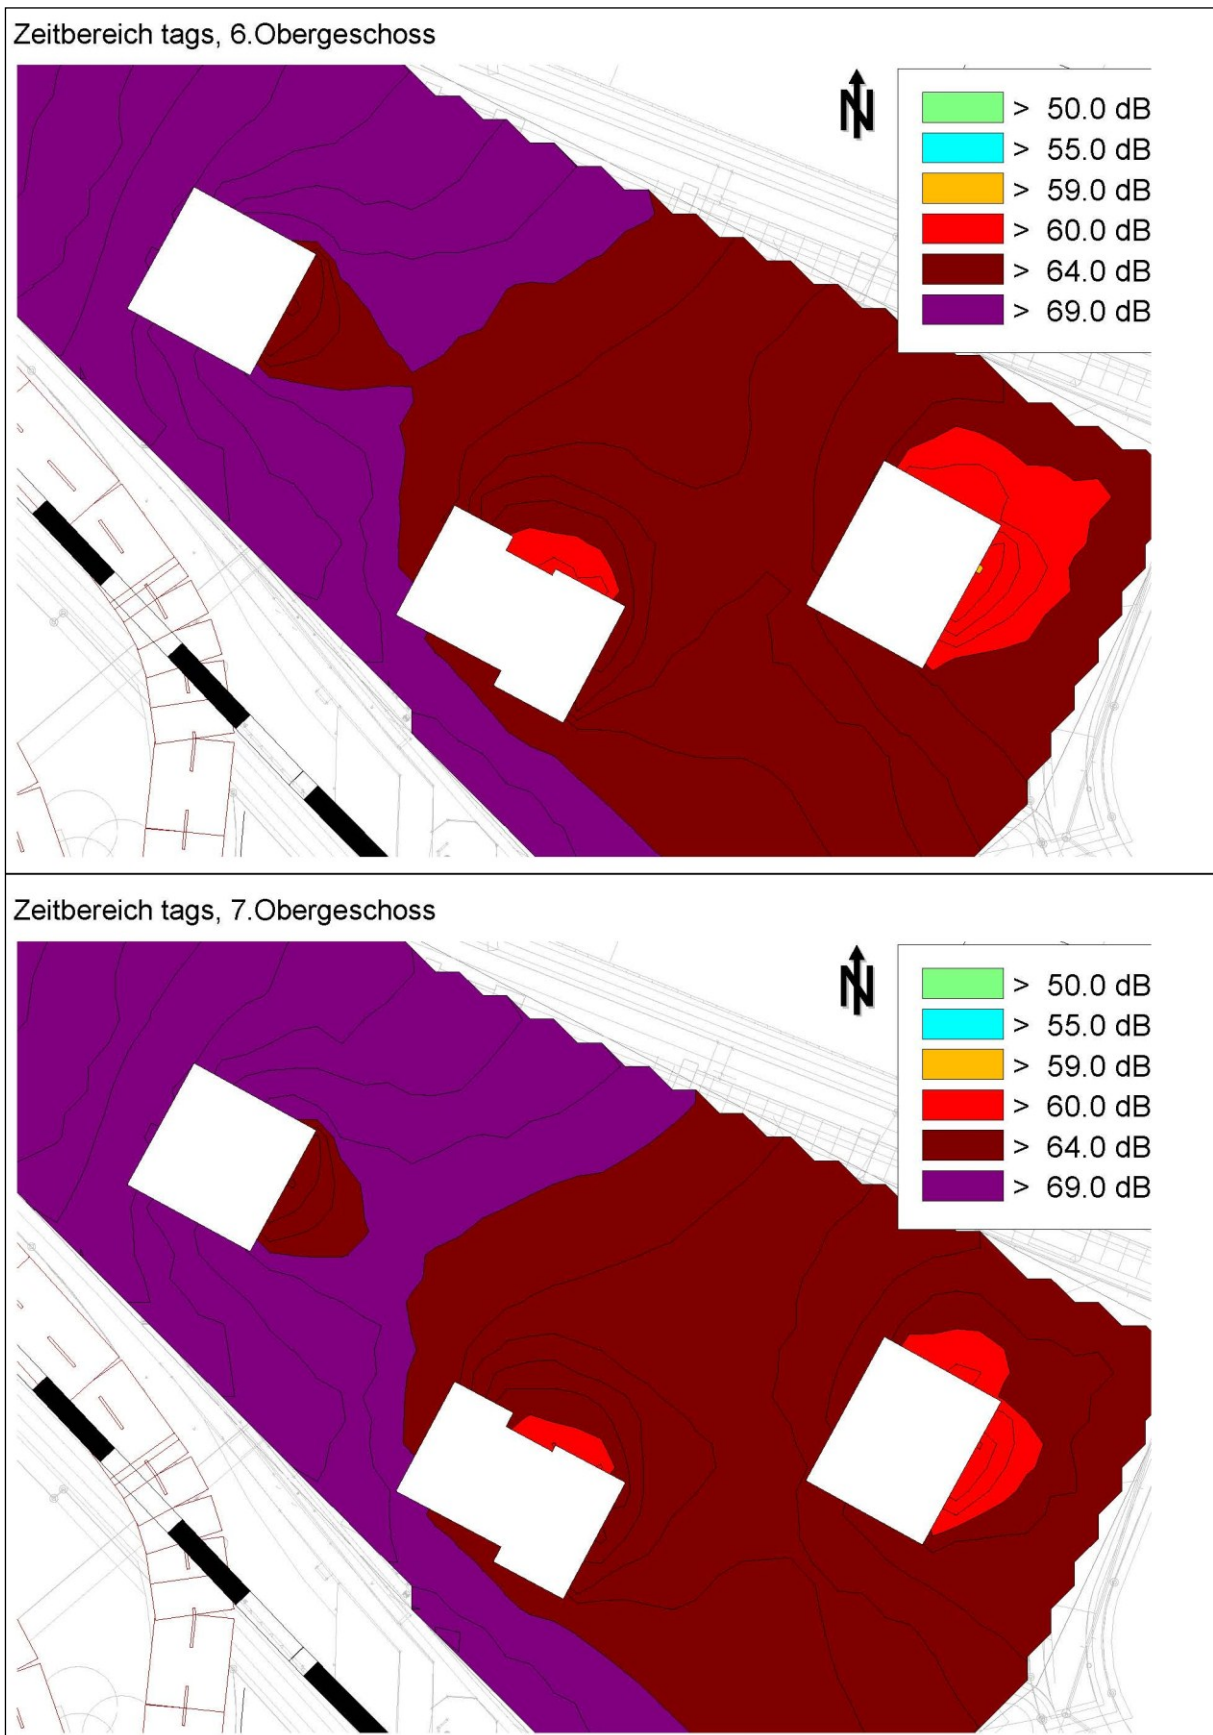 Zeitbereich tags, 6.Obergeschoss
N
> 50.0 dB
> 55.0 dB
> 59.0 dB
> 60.0 dB
> 64.0 dB
> 69.0 dB
Zeitbereich tags, 7.Obergeschoss
N
> 50.0 dB
> 55.0 dB
> 59.0 dB
> 60.0 dB
> 64.0 dB
> 69.0 dB